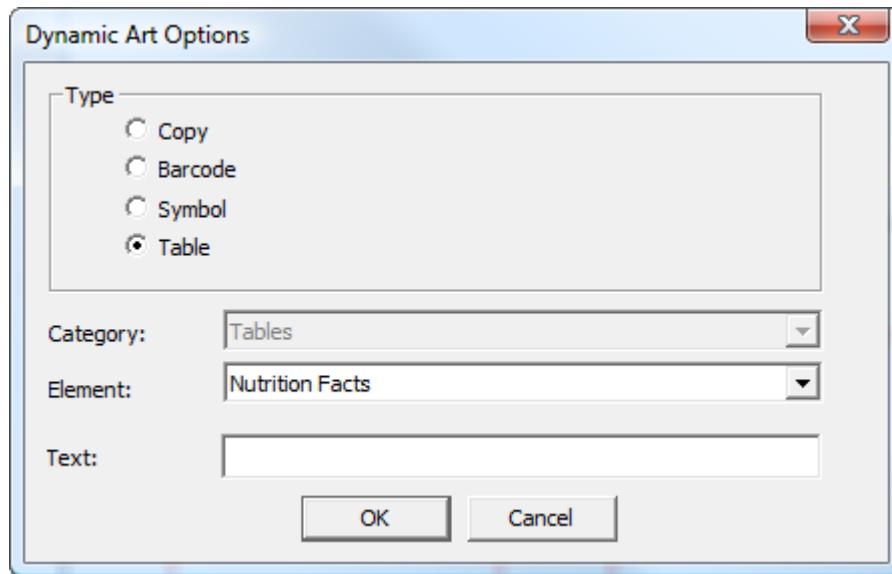 Dynamic Art Options
Type
Copy
Barcode
Symbol
Table
Category: Tables
Element: Nutrition Facts
Text:
OK Cancel